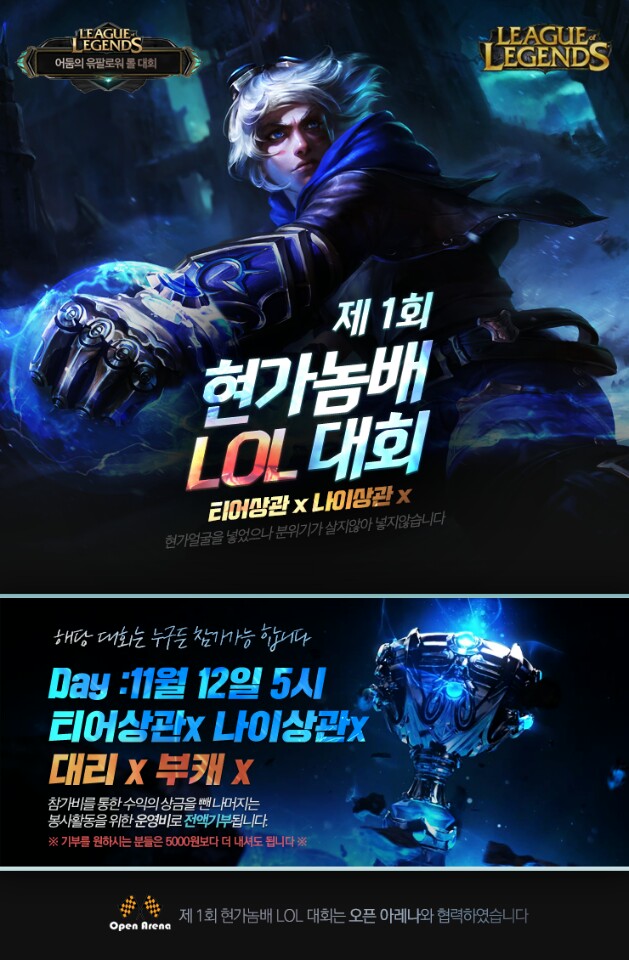 LEAGUE of LEGENDS
어둠의 유팔로워 롤 대회
LEAGUE of LEGENDS
제 1회
현가놈배
LOL 대회
티어상관 x 나이상관 x
현가얼굴을 넣었으나 분위기가 살지않아 넣지않습니다
해당 대회는 누구든 참가가능 합니다
Day :11월 12일 5시
티어상관x 나이상관x
대리 x 부캐 x
참가비를 통한 수익의 상금을 뺀 나머지는
봉사활동을 위한 운영비로 전액기부됩니다.
※ 기부를 원하시는 분들은 5000원보다 더 내셔도 됩니다 ※
Open Arena
제 1회 현가놈배 LOL 대회는 오픈 아레나와 협력하였습니다